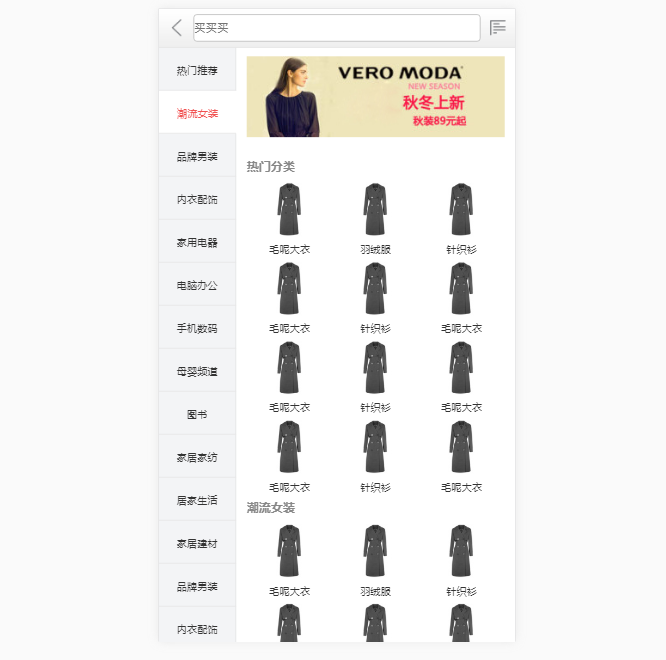 买买买
热门推荐
潮流女装
品牌男装
内衣配饰
家用电器
电脑办公
手机数码
母婴频道
图书
家居家纺
居家生活
家居建材
品牌男装
内衣配饰
VERO MODA
NEW SEASON
秋冬上新
秋装89元起
热门分类
毛呢大衣 羽绒服 针织衫
毛呢大衣 针织衫 毛呢大衣
毛呢大衣 针织衫 毛呢大衣
毛呢大衣 针织衫 毛呢大衣
潮流女装
毛呢大衣 羽绒服 针织衫